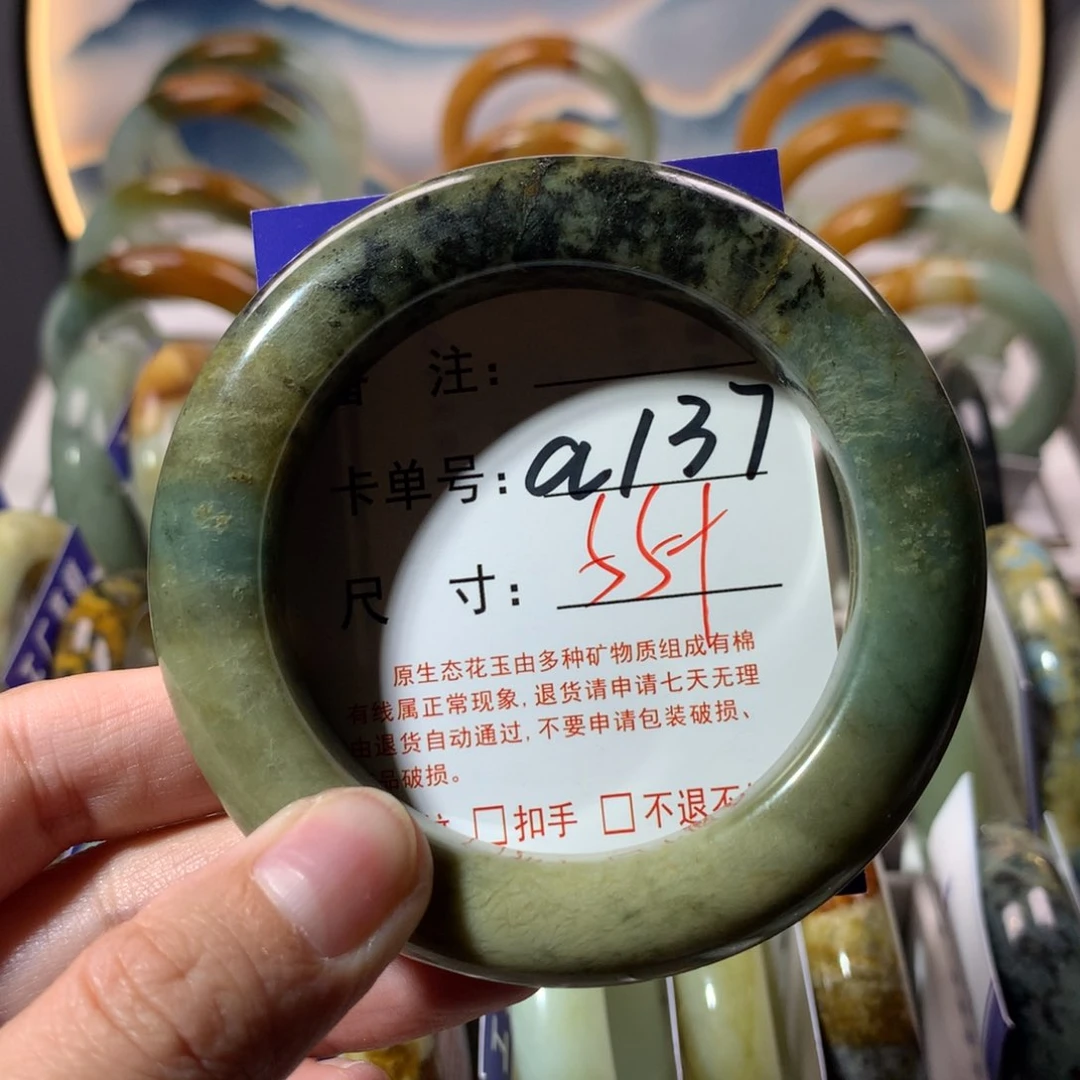 备 注：
卡单号：a137
尺 寸：55+
原生态花玉由多种矿物质组成有棉
有线属正常现象，退货请申请七天无理
由退货自动通过，不要申请包装破损、
品破损。
□扣手 □不退不